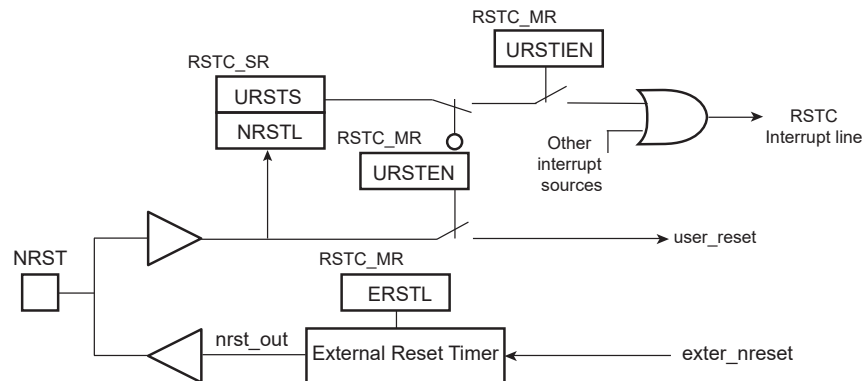 RSTC_MR
URSTIEN
RSTC_SR
URSTS
NRSTL
RSTC_MR
URSTEN
RSTC
Interrupt line
Other
interrupt
sources
user_reset
NRST
RSTC_MR
ERSTL
nrst_out
External Reset Timer
exter_nreset